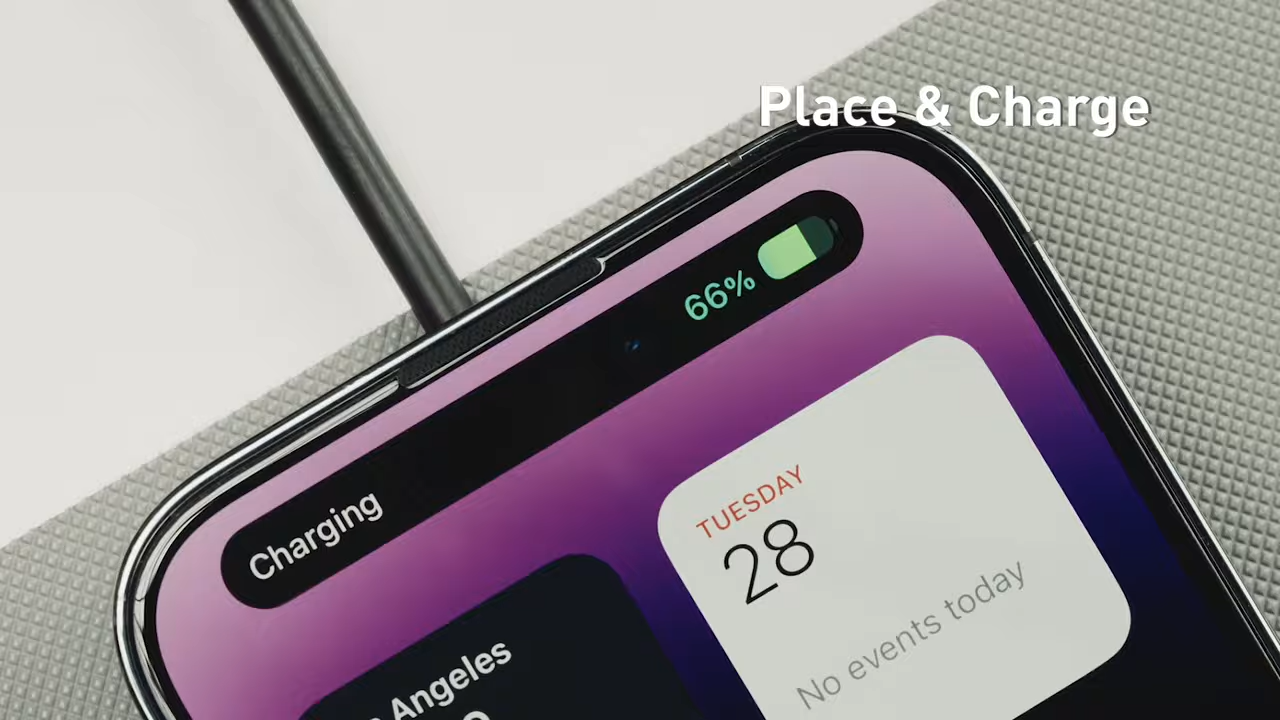 Place & Charge
66%
Charging
TUESDAY
28
No events today
Angeles